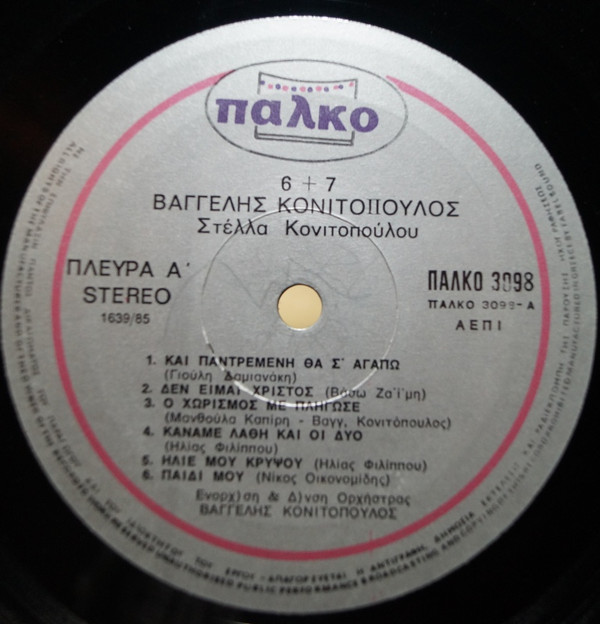 παλκο
6 + 7
ΒΑΓΓΕΛΗΣ ΚΟΝΙΤΟΠΟΥΛΟΣ
Στέλλα Κονιτοπούλου
ΠΛΕΥΡΑ Α'
STEREO
1639/85
ΠΑΛΚΟ 3098
ΠΑΛΚΟ 3098-Α
ΑΕΠΙ
1. ΚΑΙ ΠΑΝΤΡΕΜΕΝΗ ΘΑ Σ' ΑΓΑΠΩ
(Γιούλη Δαμιανάκη)
2. ΔΕΝ ΕΙΜΑΙ ΧΡΙΣΤΟΣ (Βάσω Ζα΄ί΄μη)
3. Ο ΧΩΡΙΣΜΟΣ ΜΕ ΠΛΗΓΩΣΕ
(Μανθούλα Καπίρη - Βαγγ. Κονιτόπουλος)
4. ΚΑΝΑΜΕ ΛΑΘΗ ΚΑΙ ΟΙ ΔΥΟ
(Ηλίας Φιλίππου)
5. ΗΛΙΕ ΜΟΥ ΚΡΥΨΟΥ (Ηλίας Φιλίππου)
6. ΠΑΙΔΙ ΜΟΥ (Νίκος Οικονομίδης)
Ενορχ)ση & Δ)νση Ορχήστρας
ΒΑΓΓΕΛΗΣ ΚΟΝΙΤΟΠΟΥΛΟΣ